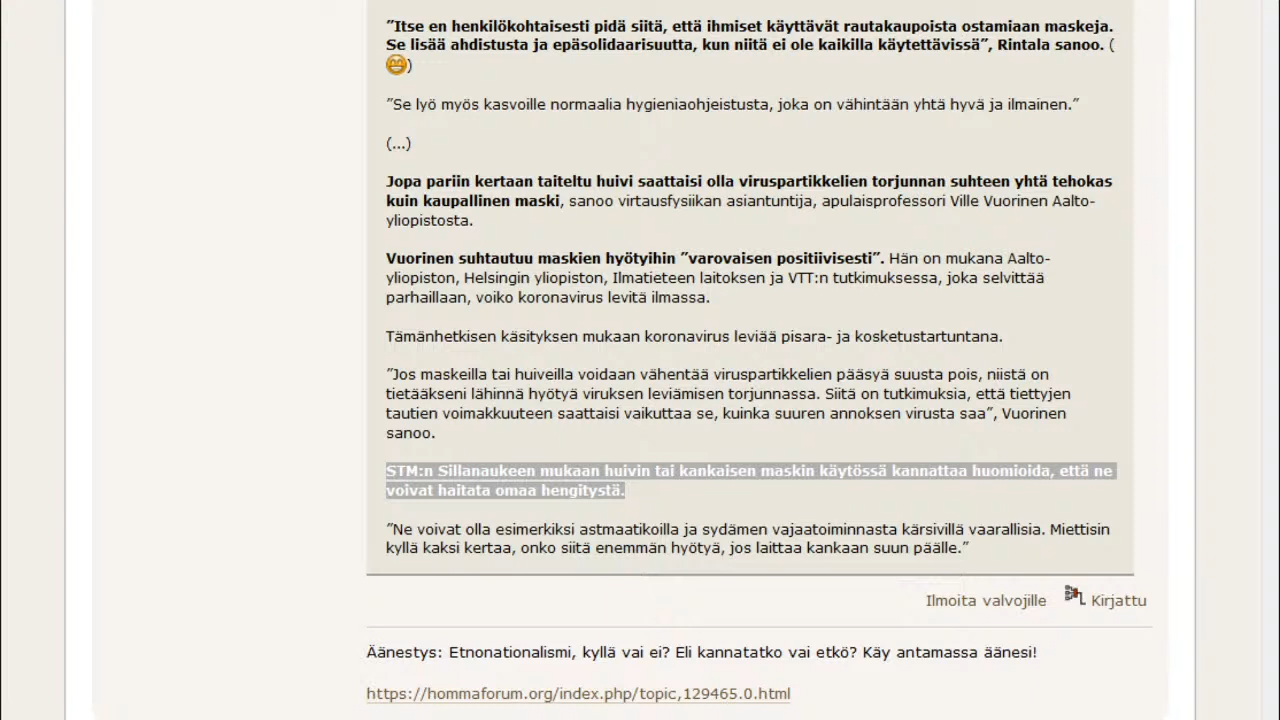 ”Itse en henkilökohtaisesti pidä siitä, että ihmiset käyttävät rautakaupoista ostamiaan maskeja.
Se lisää ahdistusta ja epäsolidaarisuutta, kun niitä ei ole kaikilla käytettävissä”, Rintala sanoo. (
)
”Se lyö myös kasvoille normaalia hygieniaohjeistusta, joka on vähintään yhtä hyvä ja ilmainen.”
(...)
Jopa pariin kertaan taiteltu huivi saattaisi olla viruspartikkelien torjunnan suhteen yhtä tehokas
kuin kaupallinen maski, sanoo virtausfysiikan asiantuntija, apulaisprofessori Ville Vuorinen Aalto-
yliopistosta.
Vuorinen suhtautuu maskien hyötyihin ”varovaisen positiivisesti”. Hän on mukana Aalto-
yliopiston, Helsingin yliopiston, Ilmatieteen laitoksen ja VTT:n tutkimuksessa, joka selvittää
parhaillaan, voiko koronavirus levitä ilmassa.
Tämänhetkisen käsityksen mukaan koronavirus leviää pisara- ja kosketustartuntana.
”Jos maskeilla tai huiveilla voidaan vähentää viruspartikkelien pääsyä suusta pois, niistä on
tietääkseni lähinnä hyötyä viruksen leviämisen torjunnassa. Siitä on tutkimuksia, että tiettyjen
tautien voimakkuuteen saattaisi vaikuttaa se, kuinka suuren annoksen virusta saa”, Vuorinen
sanoo.
STM:n Sillanaukeen mukaan huivin tai kankaisen maskin käytössä kannattaa huomioida, että ne
voivat haitata omaa hengitystä.
”Ne voivat olla esimerkiksi astmaatikoilla ja sydämen vajaatoiminnasta kärsivillä vaarallisia. Miettisin
kyllä kaksi kertaa, onko siitä enemmän hyötyä, jos laittaa kankaan suun päälle.”
Ilmoita valvojille Kirjattu
Äänestys: Etnonationalismi, kyllä vai ei? Eli kannatatko vai etkö? Käy antamassa äänesi!
https://hommaforum.org/index.php/topic,129465.0.html